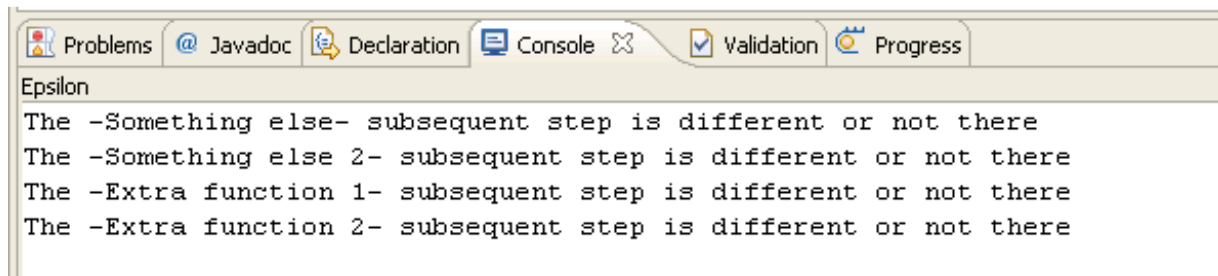 Problems @ Javadoc Declaration Console Validation Progress
Epsilon
The -Something else- subsequent step is different or not there
The -Something else 2- subsequent step is different or not there
The -Extra function 1- subsequent step is different or not there
The -Extra function 2- subsequent step is different or not there